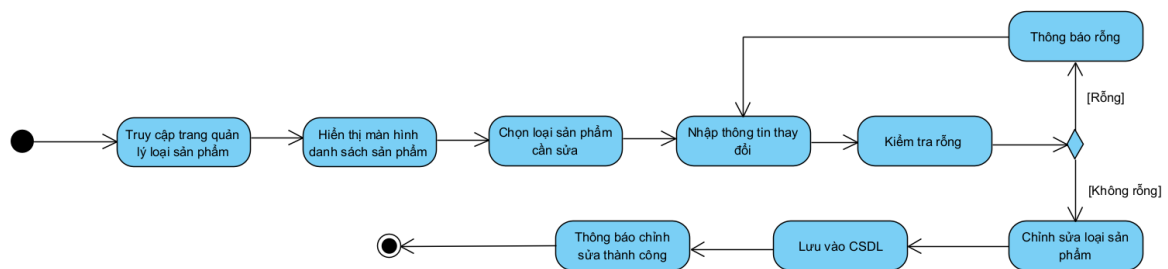 Thông báo rỗng
[Rỗng]
Truy cập trang quản
lý loại sản phẩm
Hiển thị màn hình
danh sách sản phẩm
Chọn loại sản phẩm
cần sửa
Nhập thông tin thay
đổi
Kiểm tra rỗng
[Không rỗng]
Chỉnh sửa loại sản
phẩm
Lưu vào CSDL
Thông báo chỉnh
sửa thành công